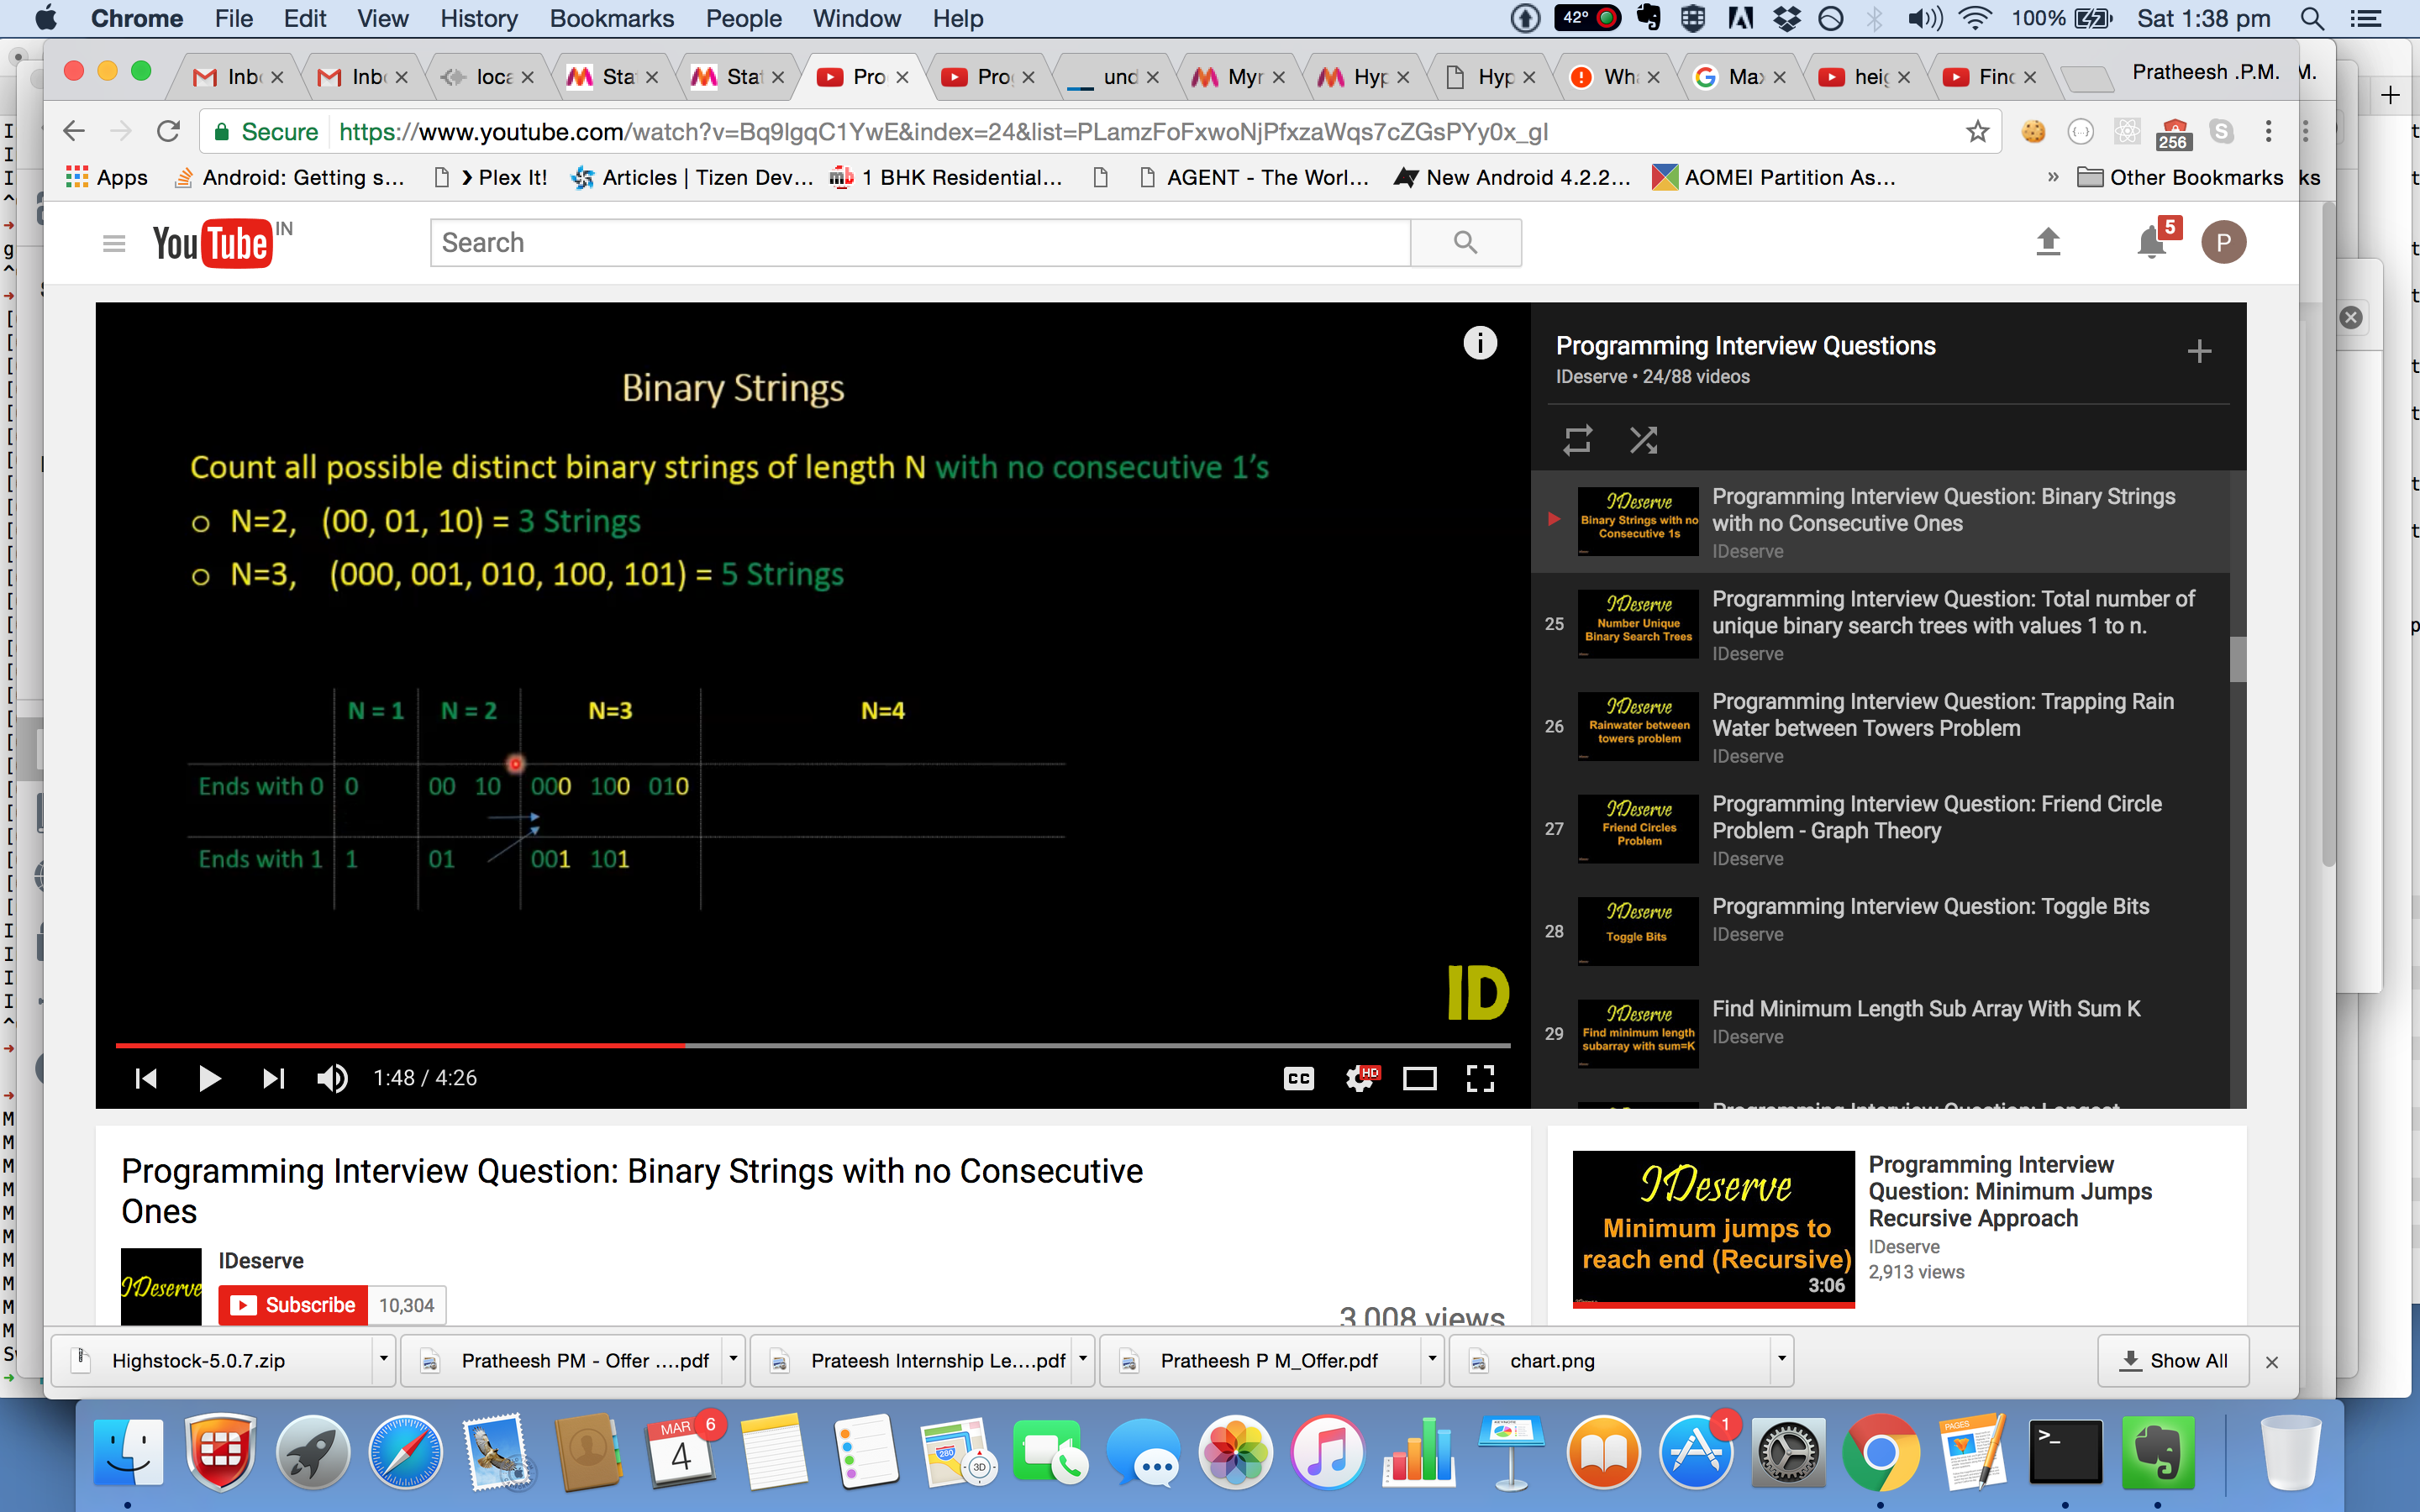 Chrome File Edit View History Bookmarks People Window Help 42° 100% Sat 1:38 pm
Inb Inb loca Sta Sta Pro Pro und Myr Hyp Hyp Wh Max heig Finc Pratheesh .P.M. M.
Secure https://www.youtube.com/watch?v=Bq9lgqC1YwE&index=24&list=PLamzFoFxwoNjPfxzaWqs7cZGsPYy0x_gI 256
Apps Android: Getting s... > Plex It! Articles | Tizen Dev... 1 BHK Residential... AGENT - The Worl... New Android 4.2.2... AOMEI Partition As... » Other Bookmarks ks
YouTube IN Search 5 P
Binary Strings
Count all possible distinct binary strings of length N with no consecutive 1's
o N=2, (00, 01, 10) = 3 Strings
o N=3, (000, 001, 010, 100, 101) = 5 Strings
N = 1 N = 2 N=3 N=4
Ends with 0 0 00 10 000 100 010
Ends with 1 1 01 001 101
ID
1:48 / 4:26 CC HD
Programming Interview Questions
IDeserve • 24/88 videos
IDeserve
Binary Strings with no
Consecutive 1s
Programming Interview Question: Binary Strings
with no Consecutive Ones
IDeserve
25
IDeserve
Number Unique
Binary Search Trees
Programming Interview Question: Total number of
unique binary search trees with values 1 to n.
IDeserve
26
IDeserve
Rainwater between
towers problem
Programming Interview Question: Trapping Rain
Water between Towers Problem
IDeserve
27
IDeserve
Friend Circles
Problem
Programming Interview Question: Friend Circle
Problem - Graph Theory
IDeserve
28
IDeserve
Toggle Bits
Programming Interview Question: Toggle Bits
IDeserve
29
IDeserve
Find minimum length
subarray with sum=K
Find Minimum Length Sub Array With Sum K
IDeserve
Programming Interview Question: Longest
Programming Interview Question: Binary Strings with no Consecutive
Ones
IDeserve
IDeserve
Subscribe 10,304
3,008 views
IDeserve
Minimum jumps to
reach end (Recursive)
3:06
Programming Interview
Question: Minimum Jumps
Recursive Approach
IDeserve
2,913 views
Highstock-5.0.7.zip Pratheesh PM - Offer ....pdf Prateesh Internship Le....pdf Pratheesh P M_Offer.pdf chart.png Show All
MAR 4 6 280 3D 1 PAGES >_